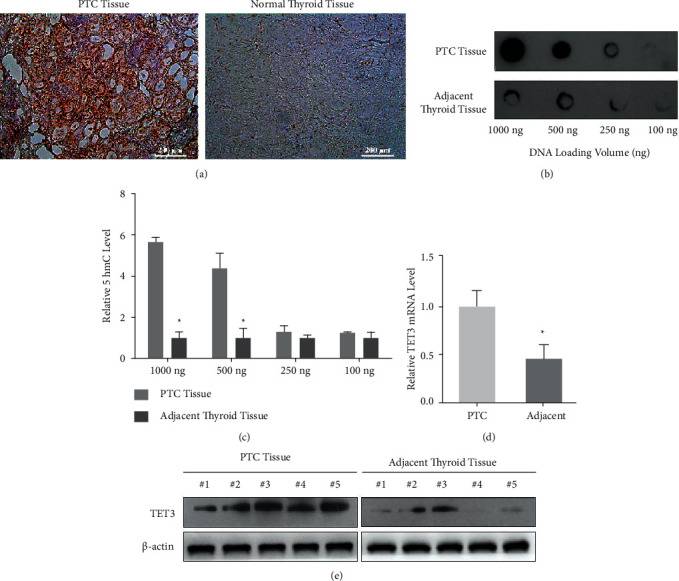 PTC Tissue
Normal Thyroid Tissue
200 μm
(a)
PTC Tissue
Adjacent
Thyroid Tissue
1000 ng 500 ng 250 ng 100 ng
DNA Loading Volume (ng)
(b)
Relative 5 hmC Level
8
6
4
2
0
* *
1000 ng 500 ng 250 ng 100 ng
PTC Tissue
Adjacent Thyroid Tissue
(c)
Relative TET3 mRNA Level
1.5
1.0
0.5
0.0
*
PTC Adjacent
(d)
PTC Tissue
Adjacent Thyroid Tissue
#1 #2 #3 #4 #5
#1 #2 #3 #4 #5
TET3
β-actin
(e)